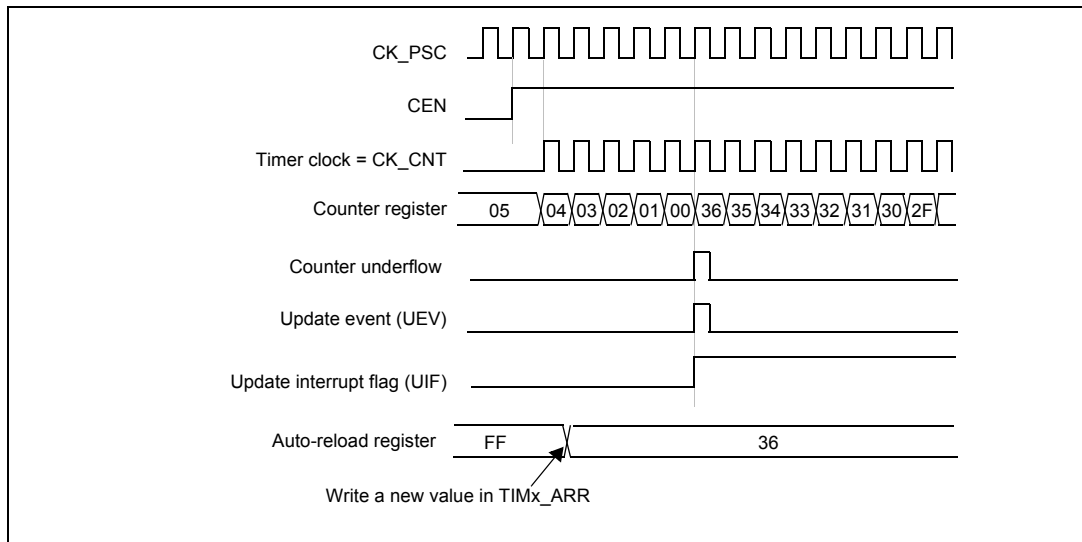 CK_PSC
CEN
Timer clock = CK_CNT
Counter register 05 04 03 02 01 00 36 35 34 33 32 31 30 2F
Counter underflow
Update event (UEV)
Update interrupt flag (UIF)
Auto-reload register FF 36
Write a new value in TIMx_ARR